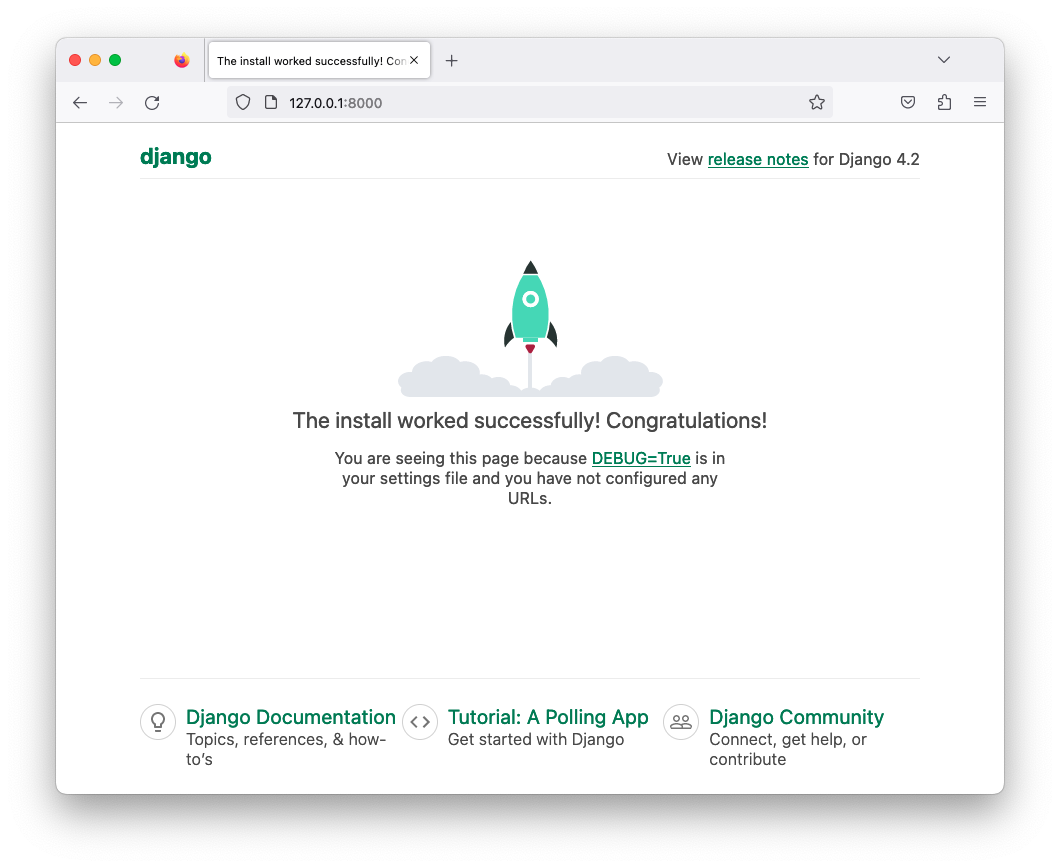 The install worked successfully! Con
127.0.0.1:8000
django
View release notes for Django 4.2
The install worked successfully! Congratulations!
You are seeing this page because DEBUG=True is in
your settings file and you have not configured any
URLs.
Django Documentation
Topics, references, & how-
to’s
Tutorial: A Polling App
Get started with Django
Django Community
Connect, get help, or
contribute